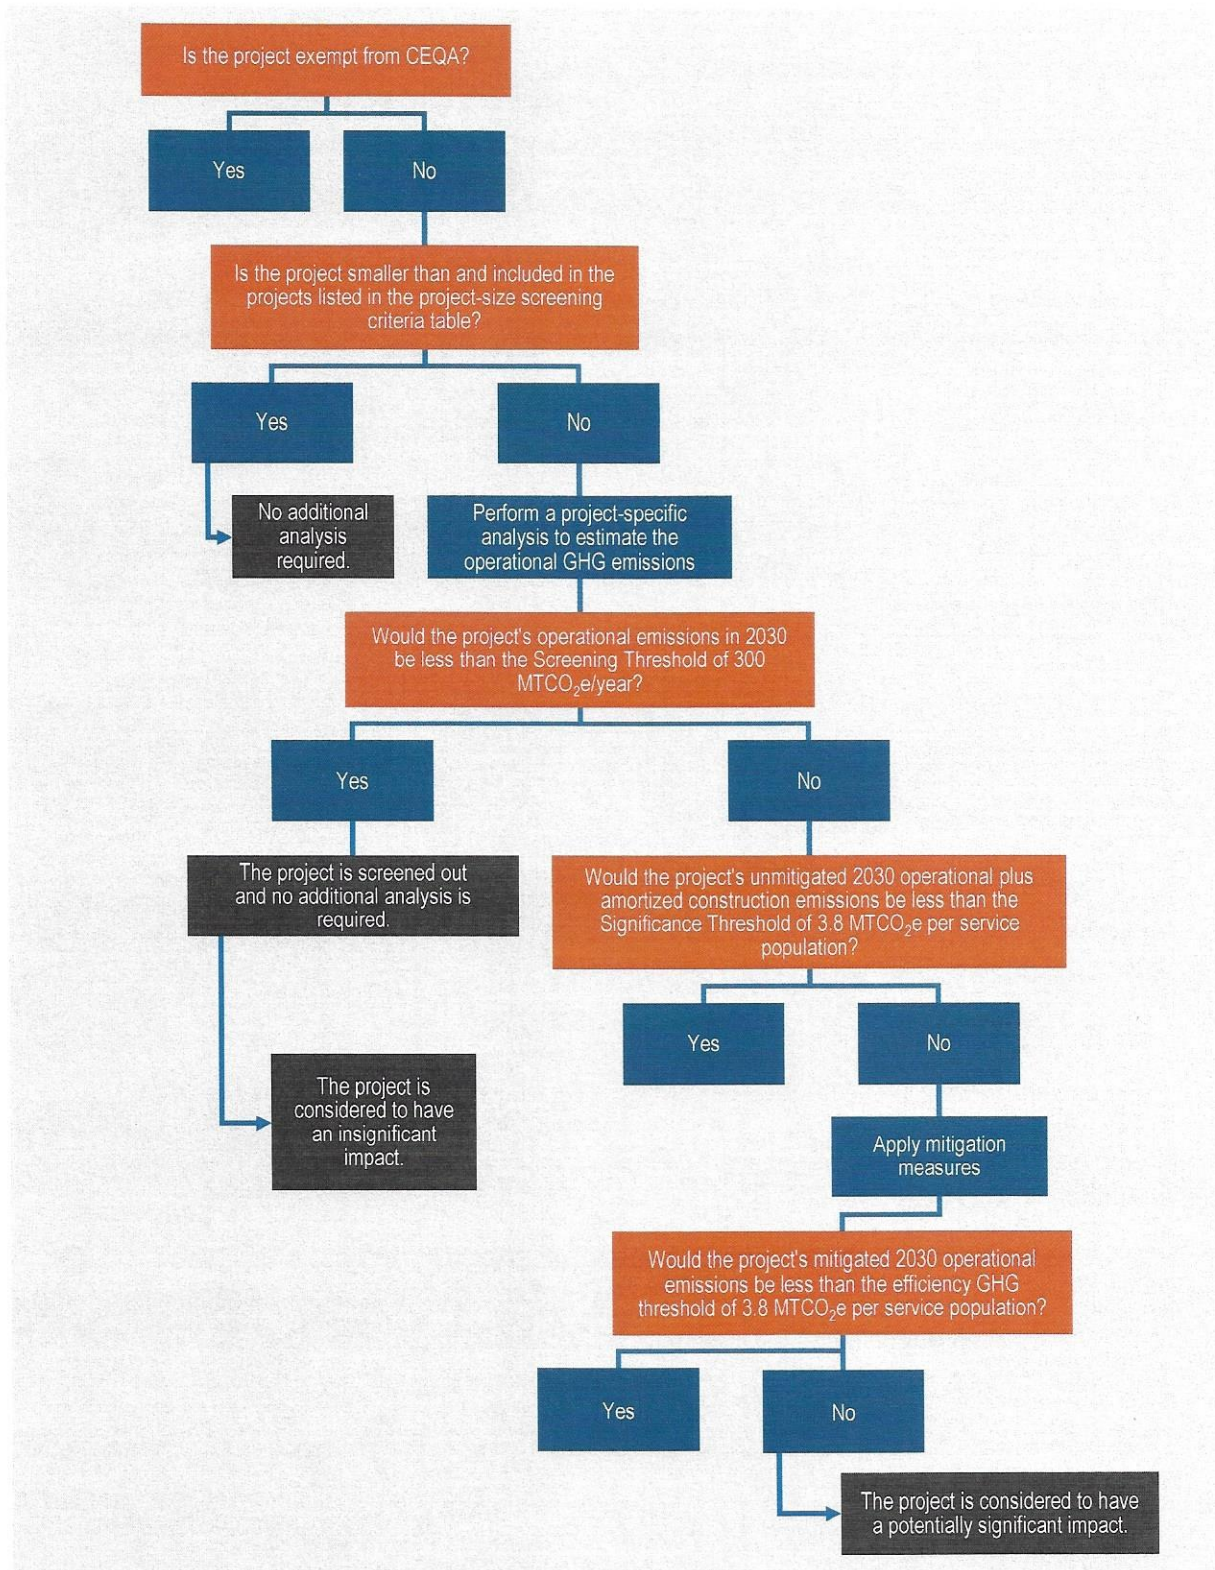 Is the project exempt from CEQA?
Yes
No
Is the project smaller than and included in the
projects listed in the project-size screening
criteria table?
Yes
No
No additional
analysis
required.
Perform a project-specific
analysis to estimate the
operational GHG emissions
Would the project's operational emissions in 2030
be less than the Screening Threshold of 300
MTCO₂e/year?
Yes
No
The project is screened out
and no additional analysis is
required.
Would the project's unmitigated 2030 operational plus
amortized construction emissions be less than the
Significance Threshold of 3.8 MTCO₂e per service
population?
Yes
No
The project is
considered to have
an insignificant
impact.
Apply mitigation
measures
Would the project's mitigated 2030 operational
emissions be less than the efficiency GHG
threshold of 3.8 MTCO₂e per service population?
Yes
No
The project is considered to have
a potentially significant impact.